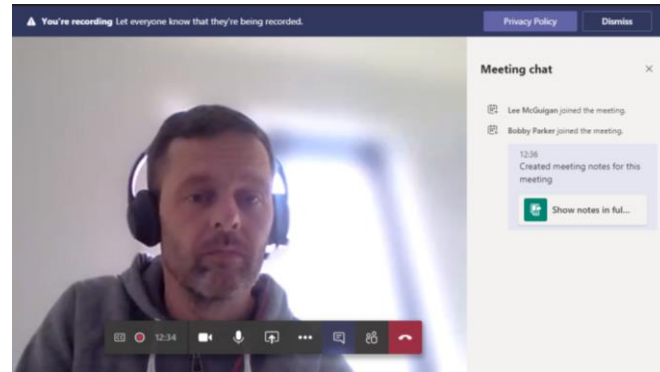 You're recording Let everyone know that they're being recorded.
Privacy Policy
Dismiss
Meeting chat
Lee McGuigan joined the meeting.
Bobby Parker joined the meeting.
12:36
Created meeting notes for this
meeting
Show notes in ful...
12:34